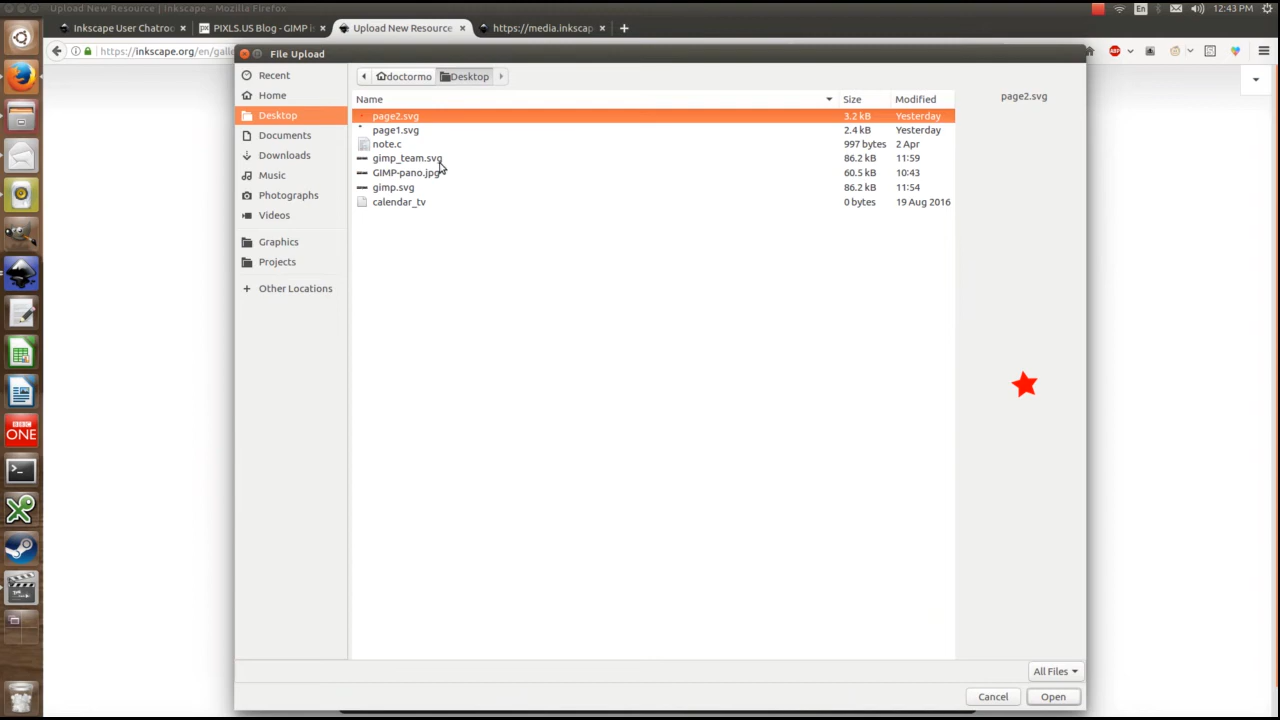 Upload New Resource | Inkscape - Mozilla Firefox
En
12:43 PM
Inkscape User Chatroo
PIXLS.US Blog - GIMP i
Upload New Resource
https://media.inkscap
https://inkscape.org/en/gall
ABP
File Upload
Recent
Home
Desktop
Documents
Downloads
Music
Photographs
Videos
Graphics
Projects
Other Locations
doctormo
Desktop
Name Size Modified
page2.svg 3.2 kB Yesterday
page1.svg 2.4 kB Yesterday
note.c 997 bytes 2 Apr
gimp_team.svg 86.2 kB 11:59
GIMP-pano.jpg 60.5 kB 10:43
gimp.svg 86.2 kB 11:54
calendar_tv 0 bytes 19 Aug 2016
page2.svg
BBC
ONE
All Files
Cancel
Open